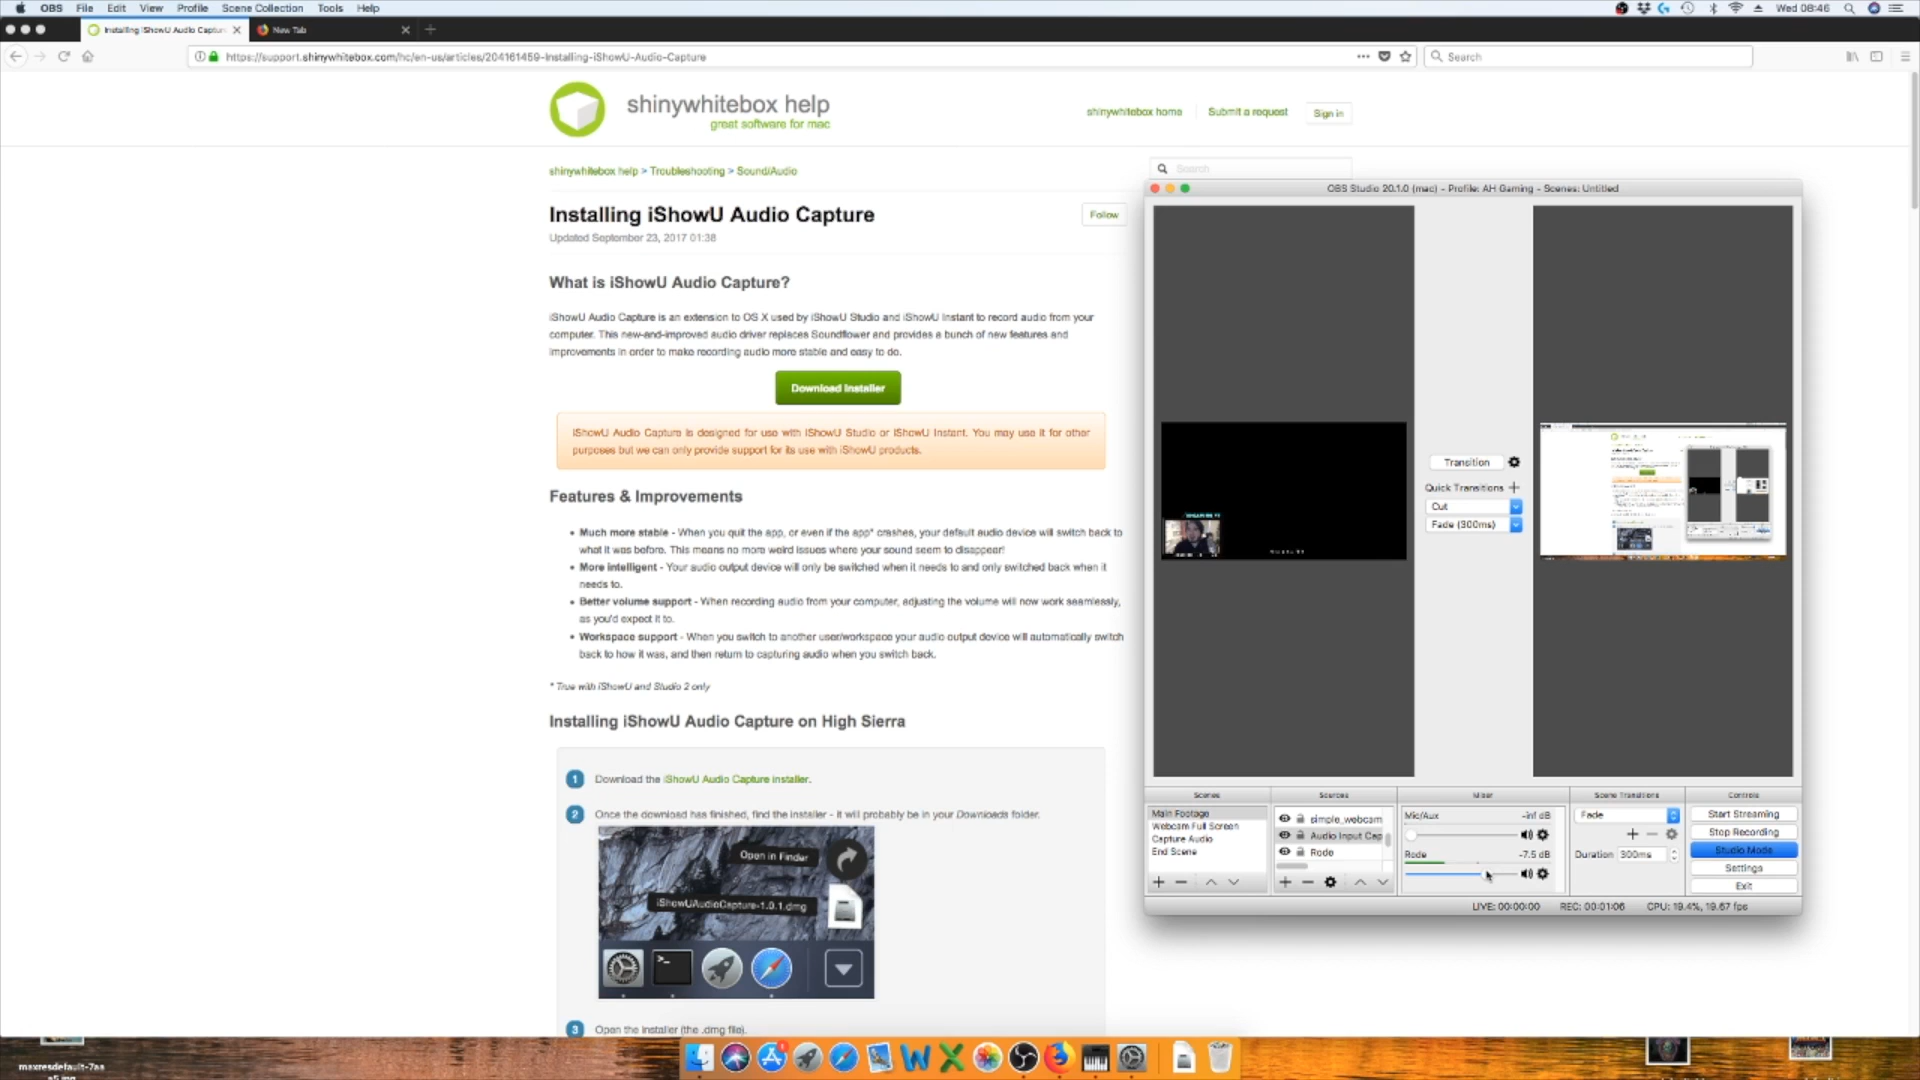 OBS File Edit View Profile Scene Collection Tools Help
Wed 08:46
Installing iShowU Audio Captur
New Tab
https://support.shinywhitebox.com/hc/en-us/articles/204161459-Installing-iShowU-Audio-Capture
Search
shinywhitebox help
great software for mac
shinywhitebox home
Submit a request
Sign in
shinywhitebox help > Troubleshooting > Sound/Audio
Search
Installing iShowU Audio Capture
Follow
Updated September 23, 2017 01:38
What is iShowU Audio Capture?
iShowU Audio Capture is an extension to OS X used by iShowU Studio and iShowU Instant to record audio from your
computer. This new-and-improved audio driver replaces Soundflower and provides a bunch of new features and
improvements in order to make recording audio more stable and easy to do.
Download Installer
iShowU Audio Capture is designed for use with iShowU Studio or iShowU Instant. You may use it for other
purposes but we can only provide support for its use with iShowU products.
Features & Improvements
• Much more stable - When you quit the app, or even if the app* crashes, your default audio device will switch back to
what it was before. This means no more weird issues where your sound seem to disappear!
• More intelligent - Your audio output device will only be switched when it needs to and only switched back when it
needs to.
• Better volume support - When recording audio from your computer, adjusting the volume will now work seamlessly,
as you'd expect it to.
• Workspace support - When you switch to another user/workspace your audio output device will automatically switch
back to how it was, and then return to capturing audio when you switch back.
* True with iShowU and Studio 2 only
Installing iShowU Audio Capture on High Sierra
1 Download the iShowU Audio Capture installer.
2 Once the download has finished, find the installer - it will probably be in your Downloads folder.
Open in Finder
iShowUAudioCapture-1.0.1.dmg
3 Open the installer (the .dmg file).
OBS Studio 20.1.0 (mac) - Profile: AH Gaming - Scenes: Untitled
Transition
Quick Transitions
Cut
Fade (300ms)
Scenes
Main Footage
Webcam Full Screen
Capture Audio
End Scene
Sources
simple_webcam
Audio Input Cap
Rode
Mixer
Mic/Aux -inf dB
Rode -7.5 dB
Scene Transitions
Fade
Duration 300ms
Controls
Start Streaming
Stop Recording
Studio Mode
Settings
Exit
LIVE: 00:00:00 REC: 00:01:06 CPU: 19.4%, 19.67 fps
maxresdefault-7aa